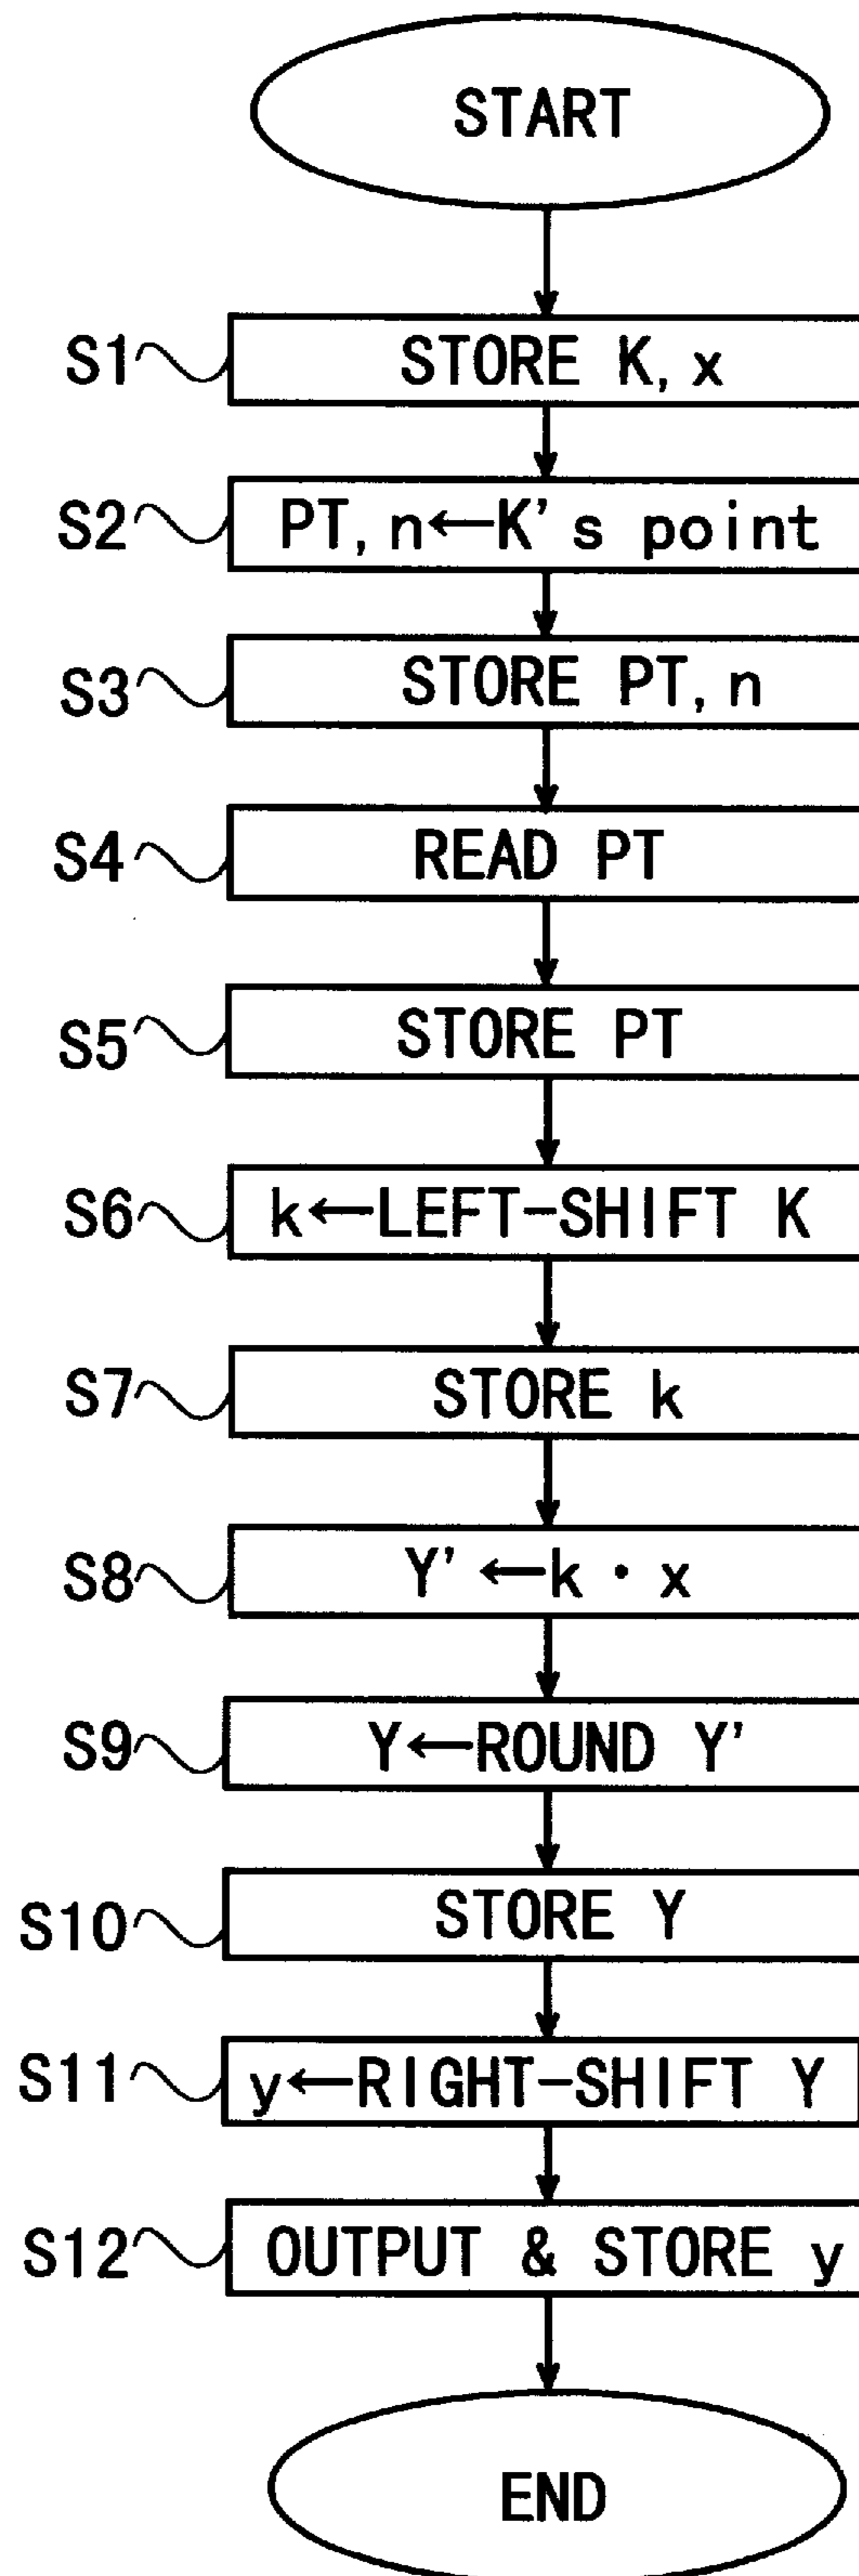 START
S1 STORE K, x
S2 PT, n←K's point
S3 STORE PT, n
S4 READ PT
S5 STORE PT
S6 k←LEFT-SHIFT K
S7 STORE k
S8 Y'←k・x
S9 Y←ROUND Y'
S10 STORE Y
S11 y←RIGHT-SHIFT Y
S12 OUTPUT & STORE y
END